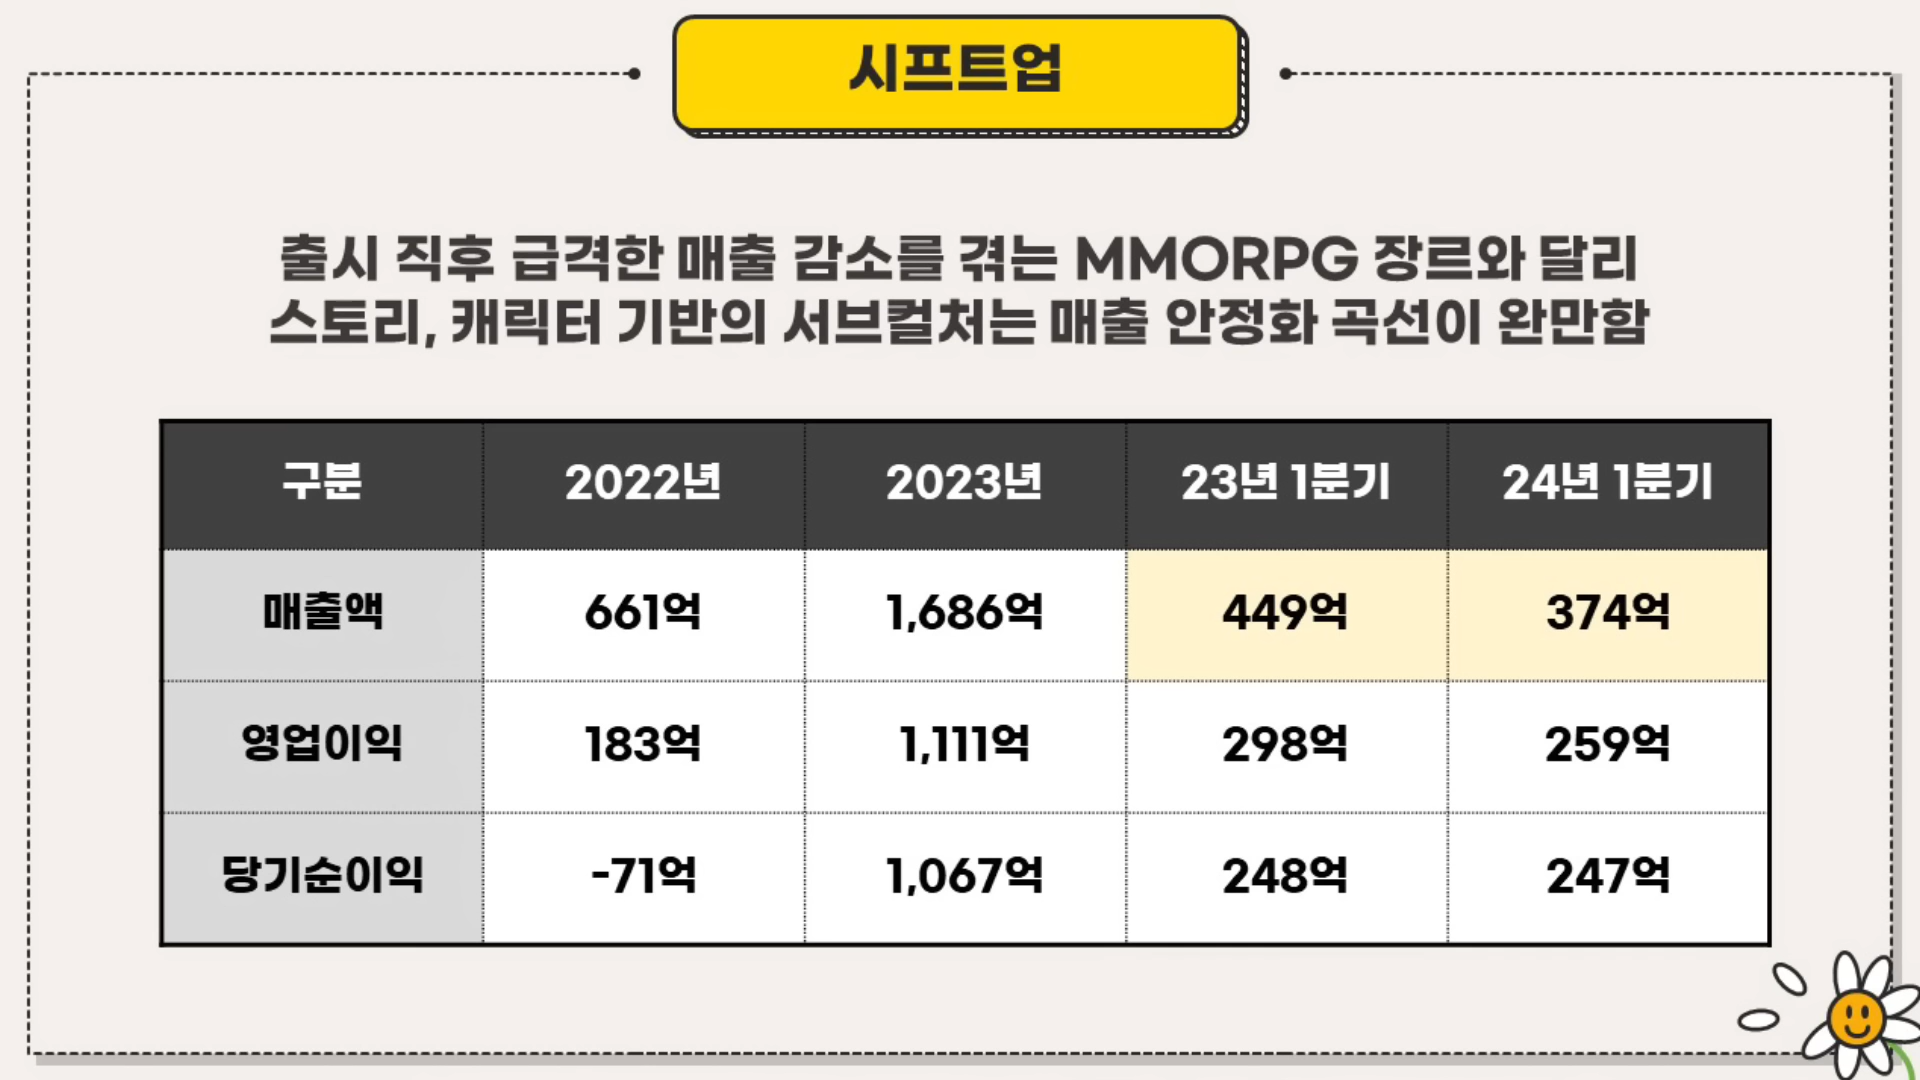 시프트업
출시 직후 급격한 매출 감소를 겪는 MMORPG 장르와 달리
스토리, 캐릭터 기반의 서브컬처는 매출 안정화 곡선이 완만함
구분 2022년 2023년 23년 1분기 24년 1분기
매출액 661억 1,686억 449억 374억
영업이익 183억 1,111억 298억 259억
당기순이익 -71억 1,067억 248억 247억